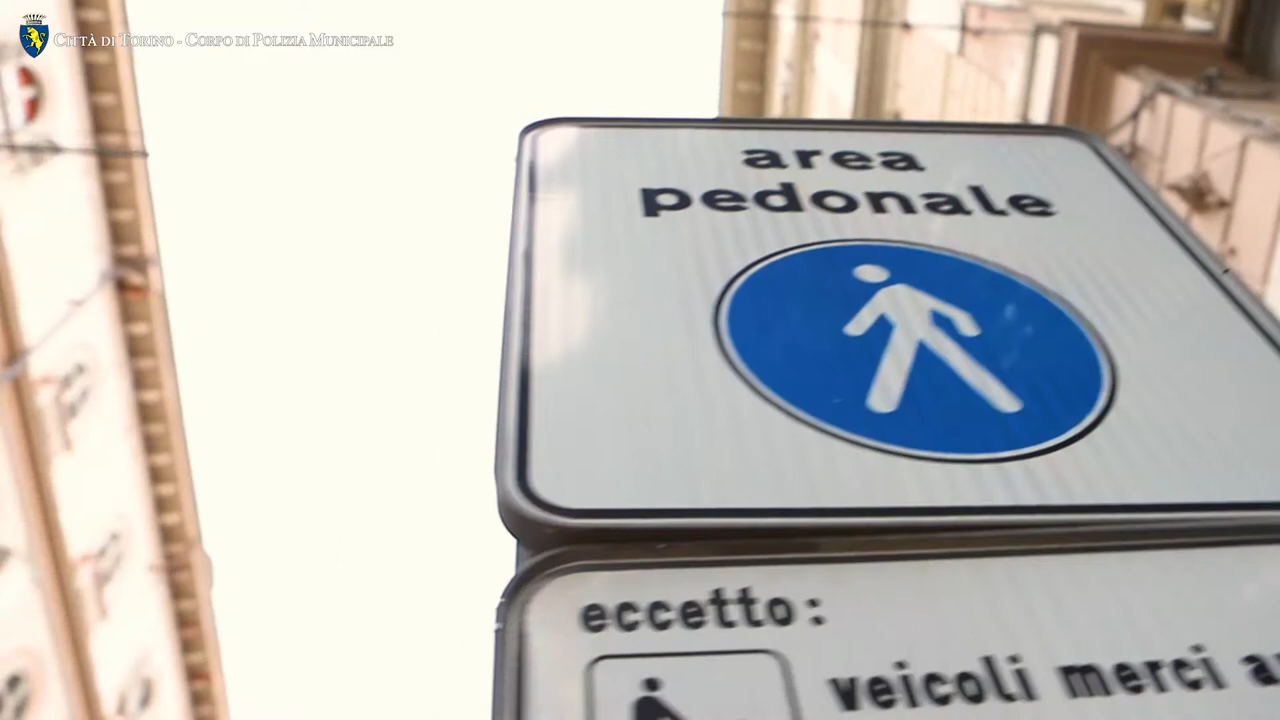 Città di Torino - Corpo di Polizia Municipale
area
pedonale
eccetto:
veicoli merci